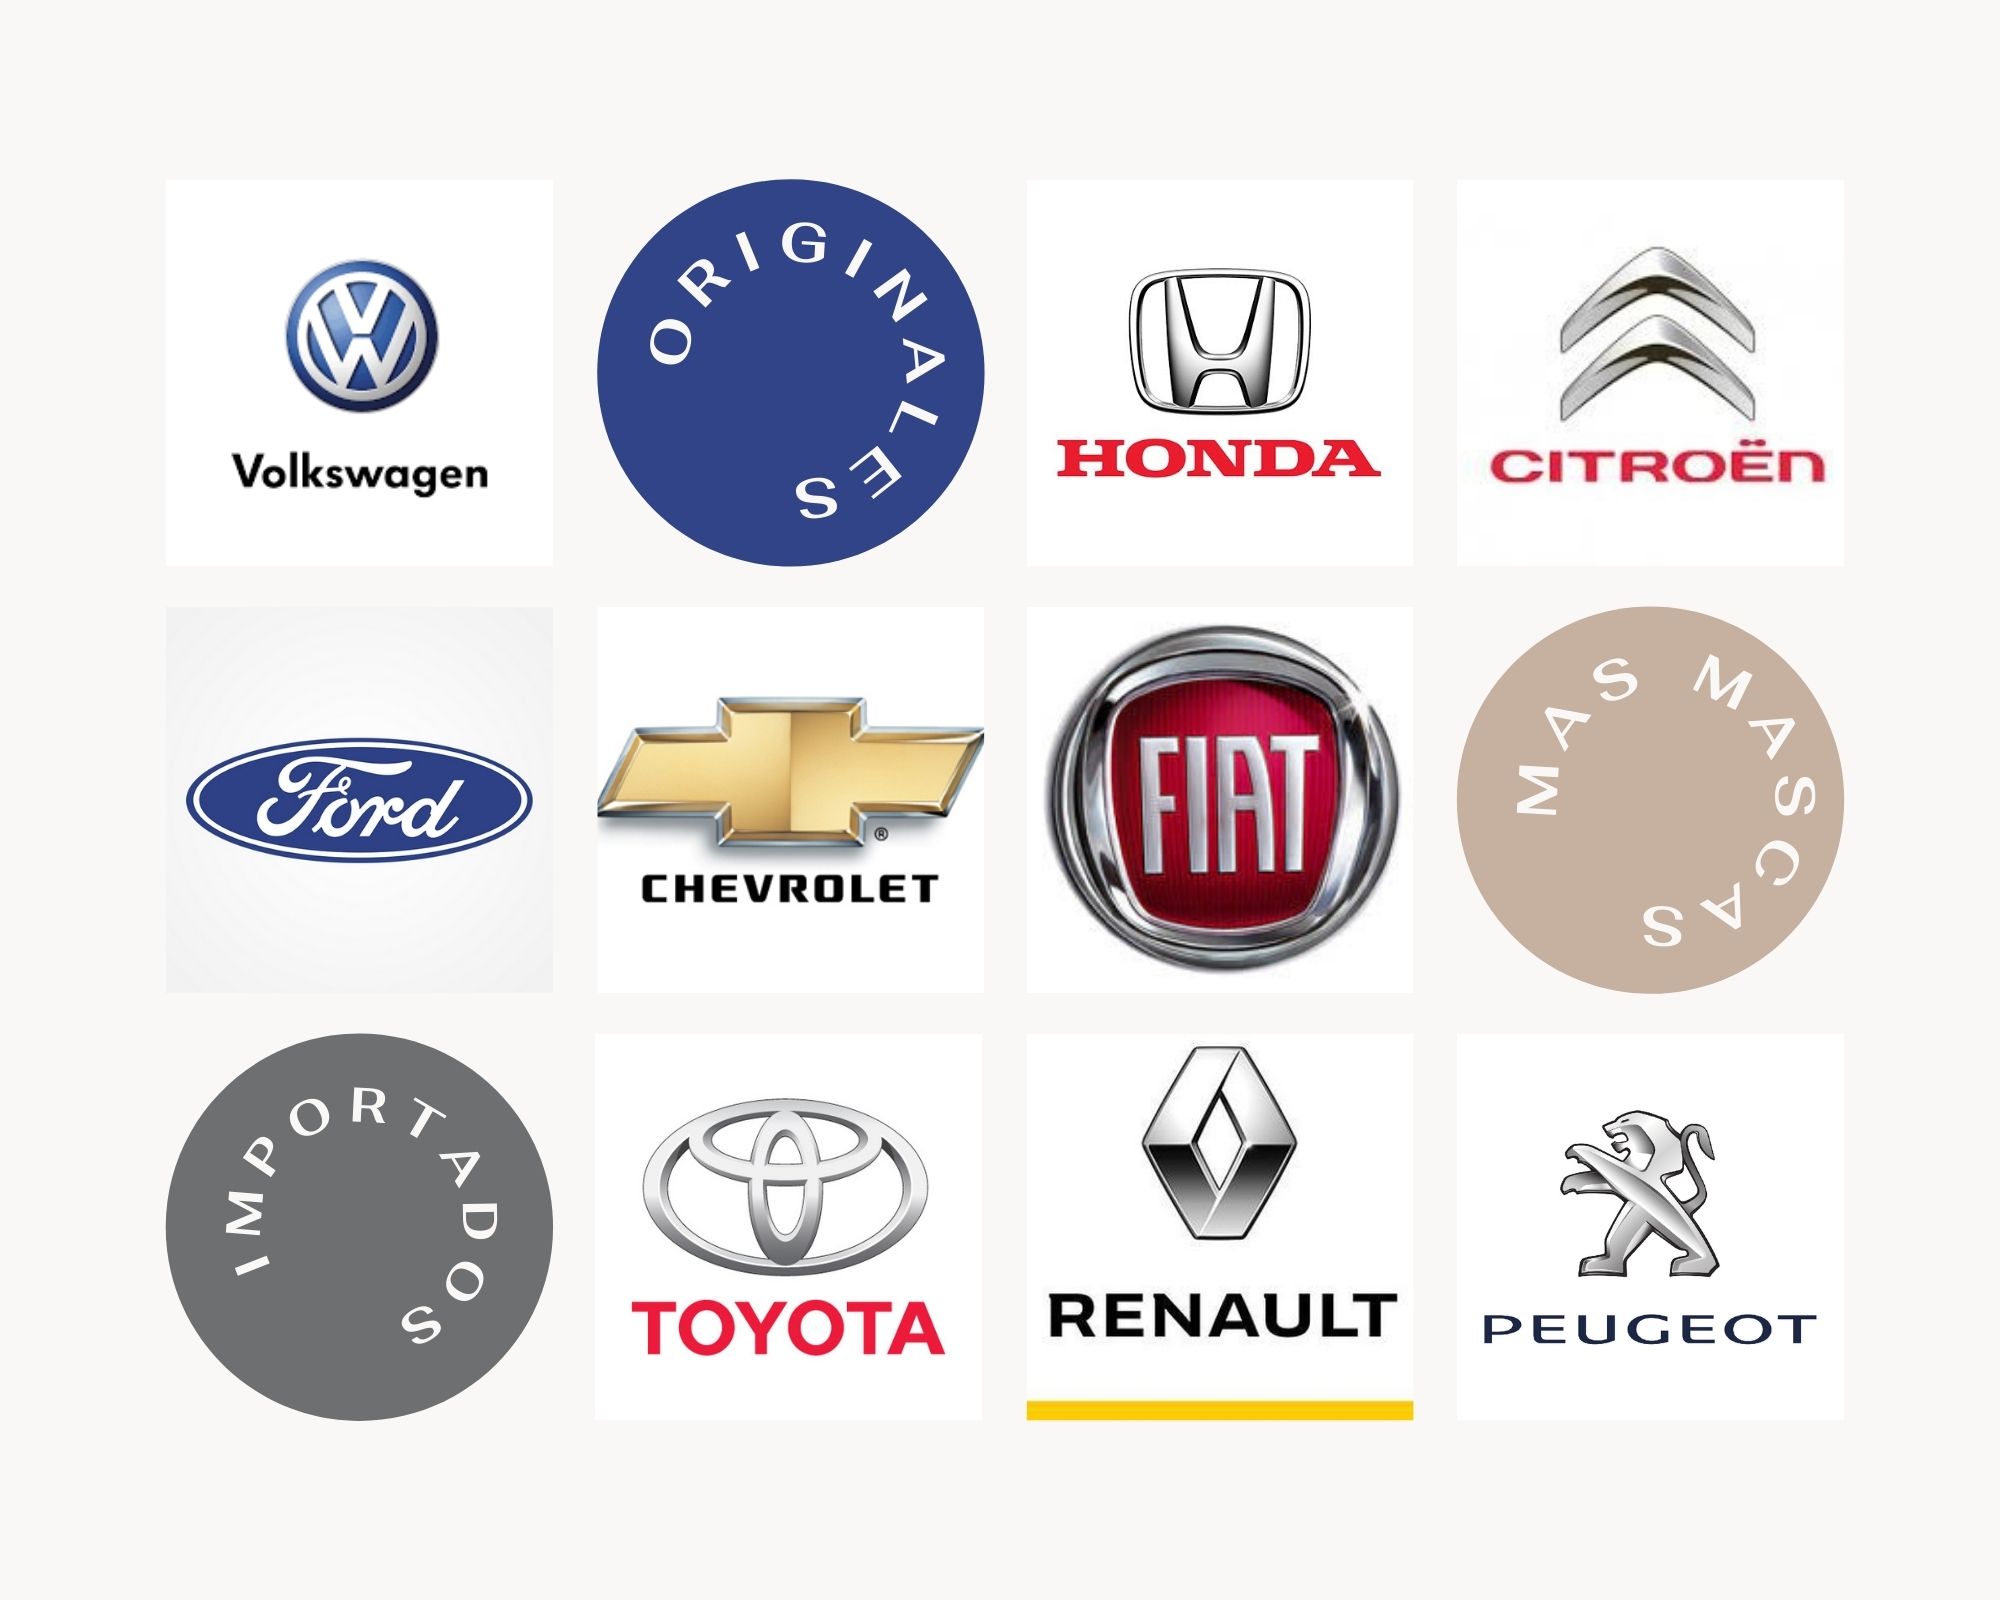 Volkswagen
ORIGINALES
HONDA
CITROËN
Ford
®
CHEVROLET
FIAT
MAS MASCAS
IMPORTADOS
TOYOTA
RENAULT
PEUGEOT